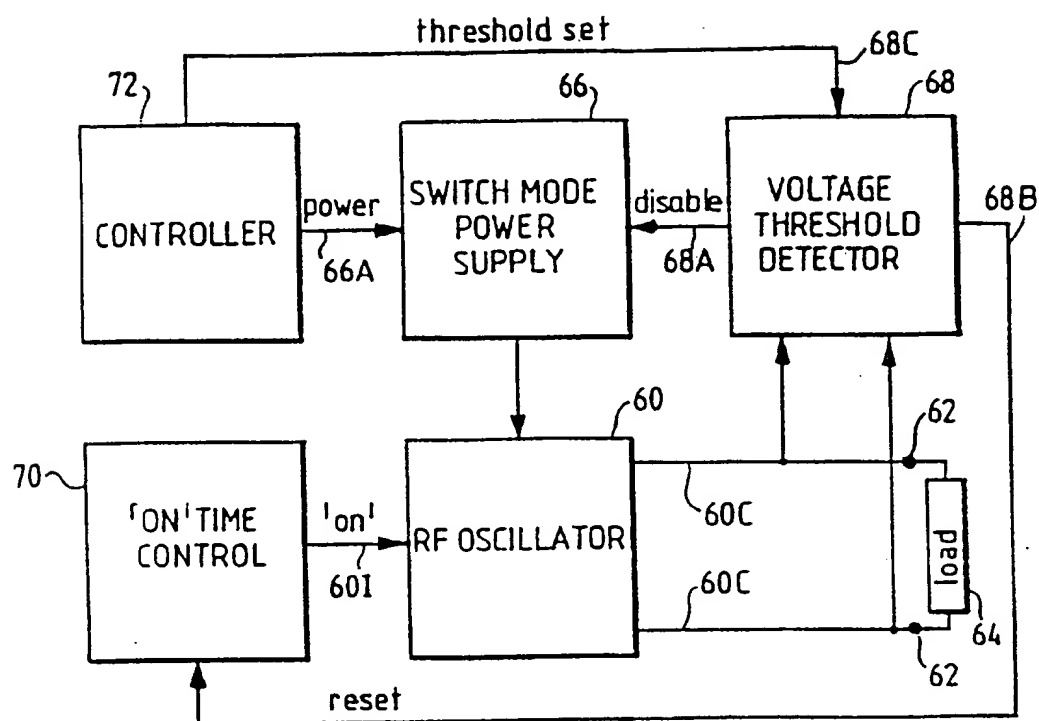 threshold set
68C
72
66
68
CONTROLLER
power
66A
SWITCH MODE
POWER
SUPPLY
disable
68A
VOLTAGE
THRESHOLD
DETECTOR
68B
60
62
70
'ON' TIME
CONTROL
'on'
60I
RF OSCILLATOR
60C
60C
load
64
62
reset